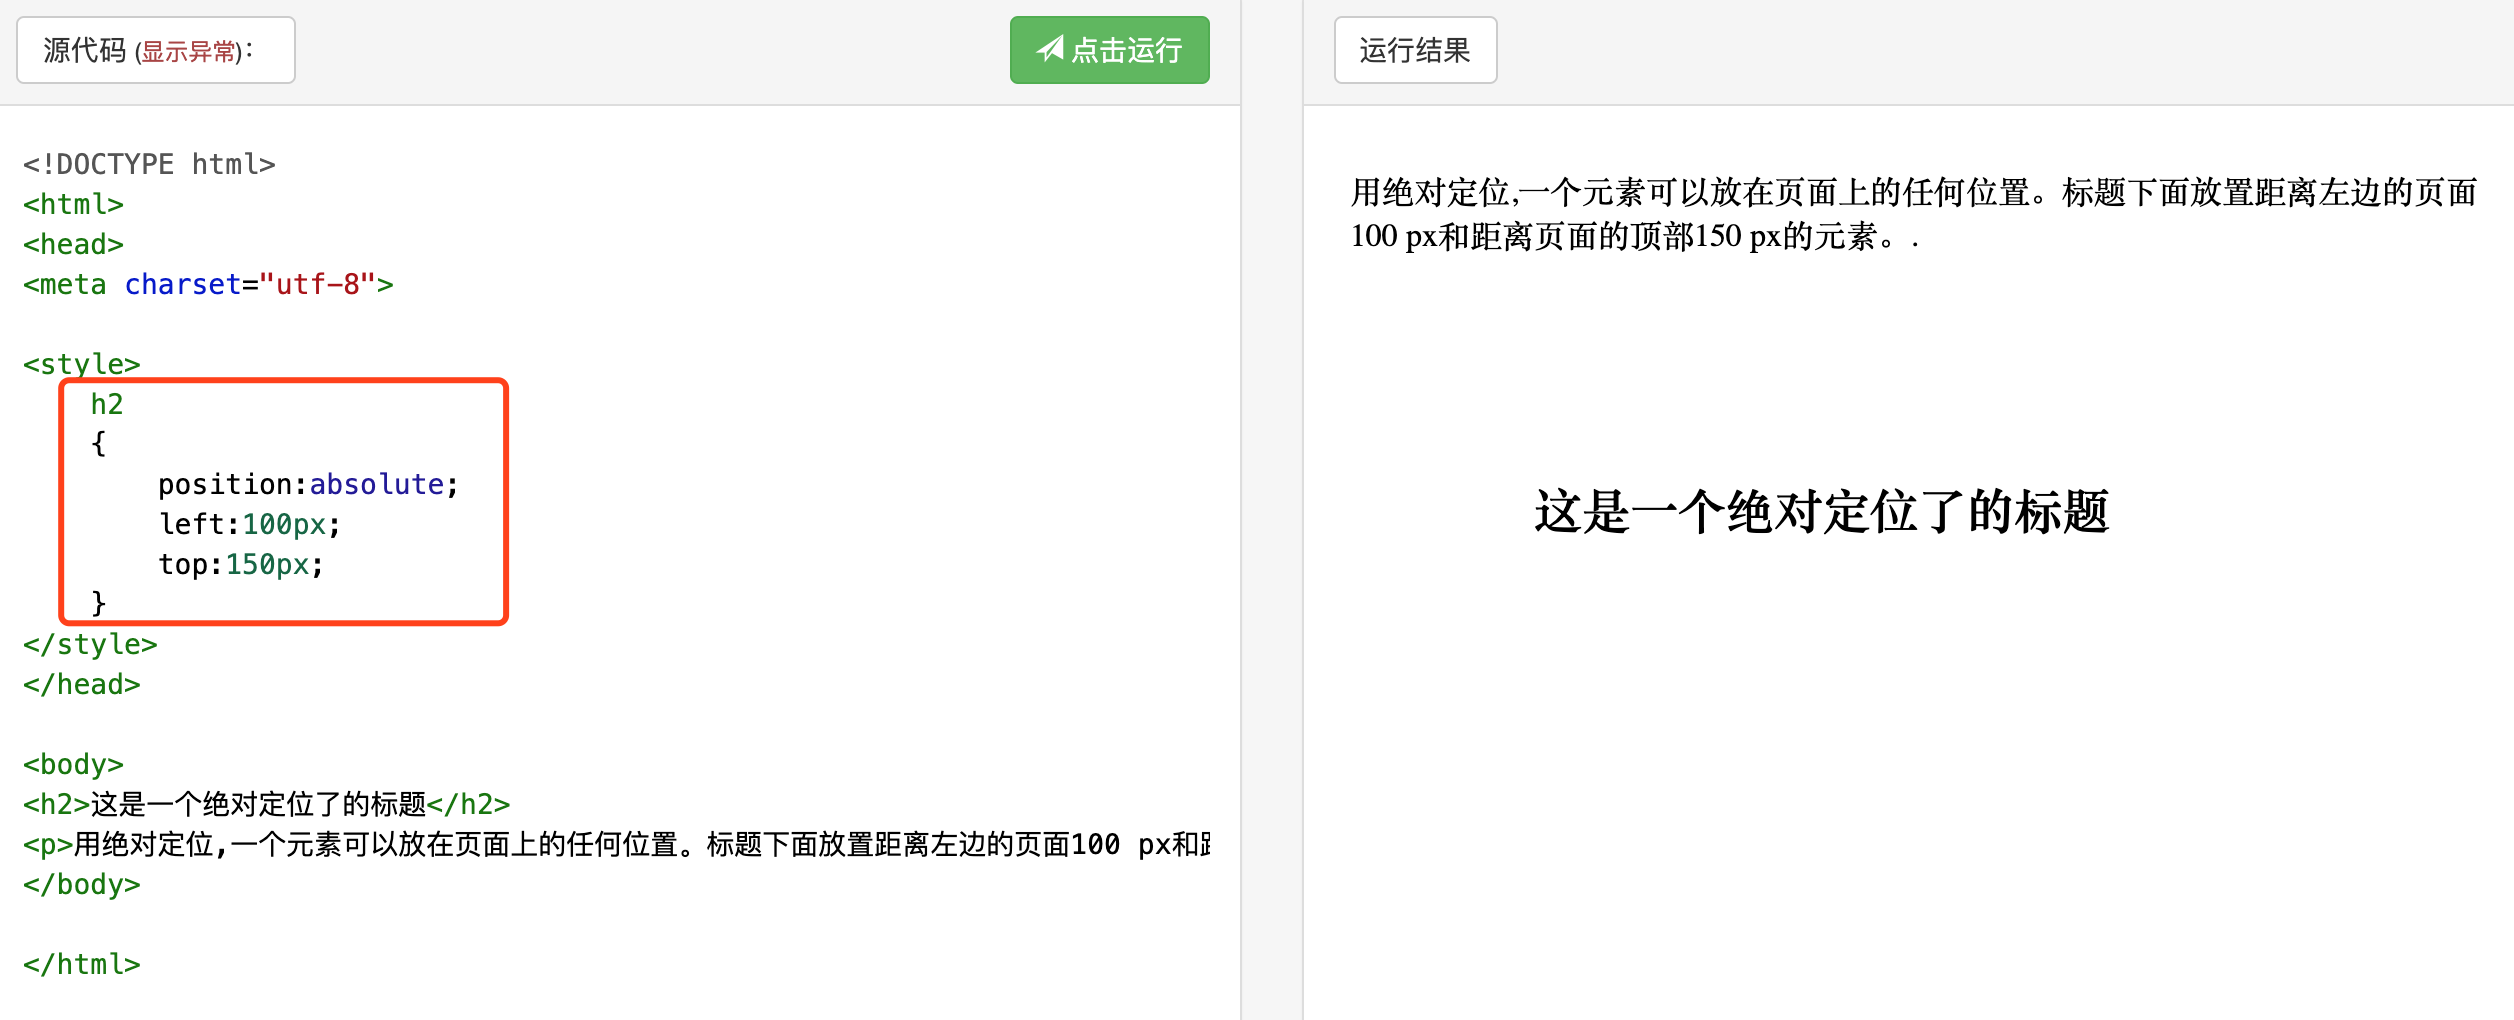 源代码 (显示异常)：
点击运行
<!DOCTYPE html>
<html>
<head>
<meta charset="utf-8">
<style>
h2
{
position:absolute;
left:100px;
top:150px;
}
</style>
</head>
<body>
<h2>这是一个绝对定位了的标题</h2>
<p>用绝对定位,一个元素可以放在页面上的任何位置。标题下面放置距离左边的页面100 px和
</body>
</html>
运行结果
用绝对定位,一个元素可以放在页面上的任何位置。标题下面放置距离左边的页面
100 px和距离页面的顶部150 px的元素。.
这是一个绝对定位了的标题